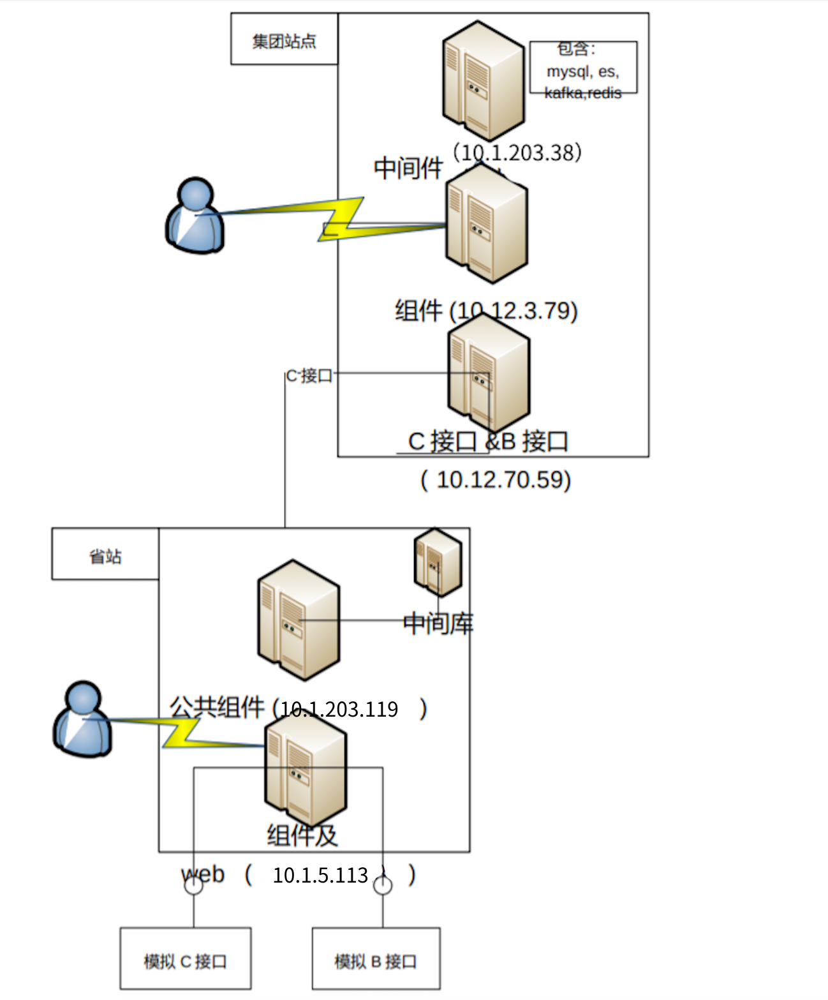 集团站点
包含：
mysql, es,
kafka,redis
（10.1.203.38）
中间件
组件 (10.12.3.79)
C 接口
C 接口 &B 接口
( 10.12.70.59)
省站
中间库
公共组件 (10.1.203.119 )
组件及
web ( 10.1.5.113 )
模拟 C 接口
模拟 B 接口